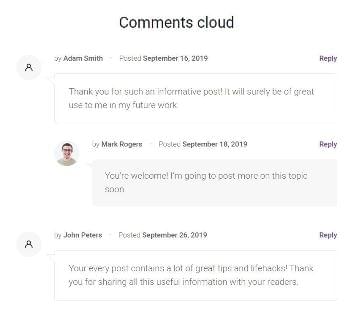 Comments cloud
by Adam Smith · Posted September 16, 2019 Reply
Thank you for such an informative post! It will surely be of great
use to me in my future work.
by Mark Rogers · Posted September 18, 2019 Reply
You're welcome! I'm going to post more on this topic
soon.
by John Peters · Posted September 26, 2019 Reply
Your every post contains a lot of great tips and lifehacks! Thank
you for sharing all this useful information with your readers.